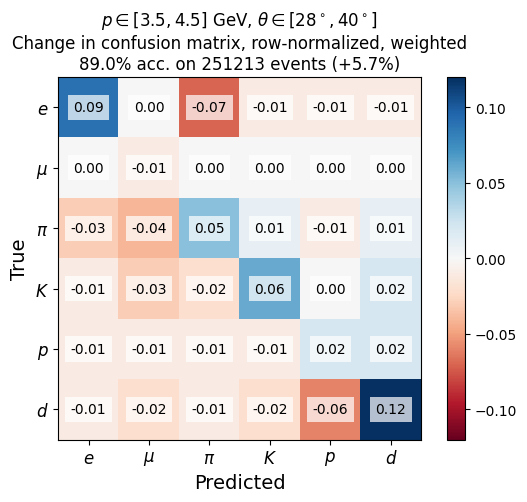 p ∈ [3.5, 4.5] GeV, θ ∈ [28°, 40°]
Change in confusion matrix, row-normalized, weighted
89.0% acc. on 251213 events (+5.7%)
e 0.09 0.00 -0.07 -0.01 -0.01 -0.01
μ 0.00 -0.01 0.00 0.00 0.00 0.00
π -0.03 -0.04 0.05 0.01 -0.01 0.01
K -0.01 -0.03 -0.02 0.06 0.00 0.02
p -0.01 -0.01 -0.01 -0.01 0.02 0.02
d -0.01 -0.02 -0.01 -0.02 -0.06 0.12
e μ π K p d
Predicted
True
0.10
0.05
0.00
−0.05
−0.10